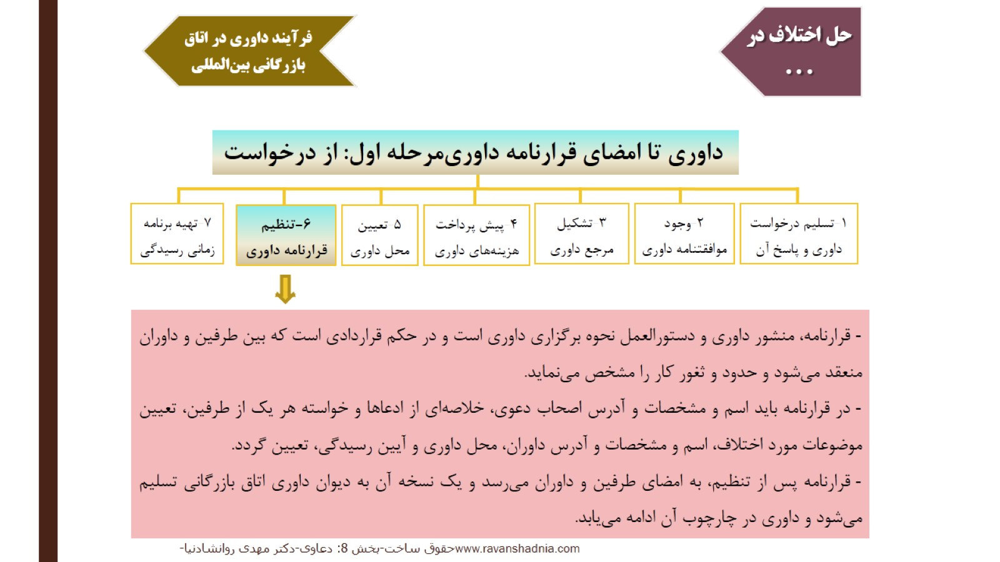 حل اختلاف در
...
فرآیند داوری در اتاق
بازرگانی بین‌المللی
داوری تا امضای قرارنامه داوری‌مرحله اول: از درخواست
۱-تسلیم درخواست
داوری و پاسخ آن
۲-وجود
موافقتنامه داوری
۳-تشکیل
مرجع داوری
۴-پیش پرداخت
هزینه‌های داوری
۵-تعیین
محل داوری
۶-تنظیم
قرارنامه داوری
۷-تهیه برنامه
زمانی رسیدگی
- قرارنامه، منشور داوری و دستورالعمل نحوه برگزاری داوری است و در حکم قراردادی است که بین طرفین و داوران
منعقد می‌شود و حدود و ثغور کار را مشخص می‌نماید.
- در قرارنامه باید اسم و مشخصات و آدرس اصحاب دعوی، خلاصه‌ای از ادعاها و خواسته هر یک از طرفین، تعیین
موضوعات مورد اختلاف، اسم و مشخصات و آدرس داوران، محل داوری و آیین رسیدگی، تعیین گردد.
- قرارنامه پس از تنظیم، به امضای طرفین و داوران می‌رسد و یک نسخه آن به دیوان داوری اتاق بازرگانی تسلیم
می‌شود و داوری در چارچوب آن ادامه می‌یابد.
www.ravanshadnia.comحقوق ساخت-بخش 8: دعاوی-دکتر مهدی روانشادنیا-